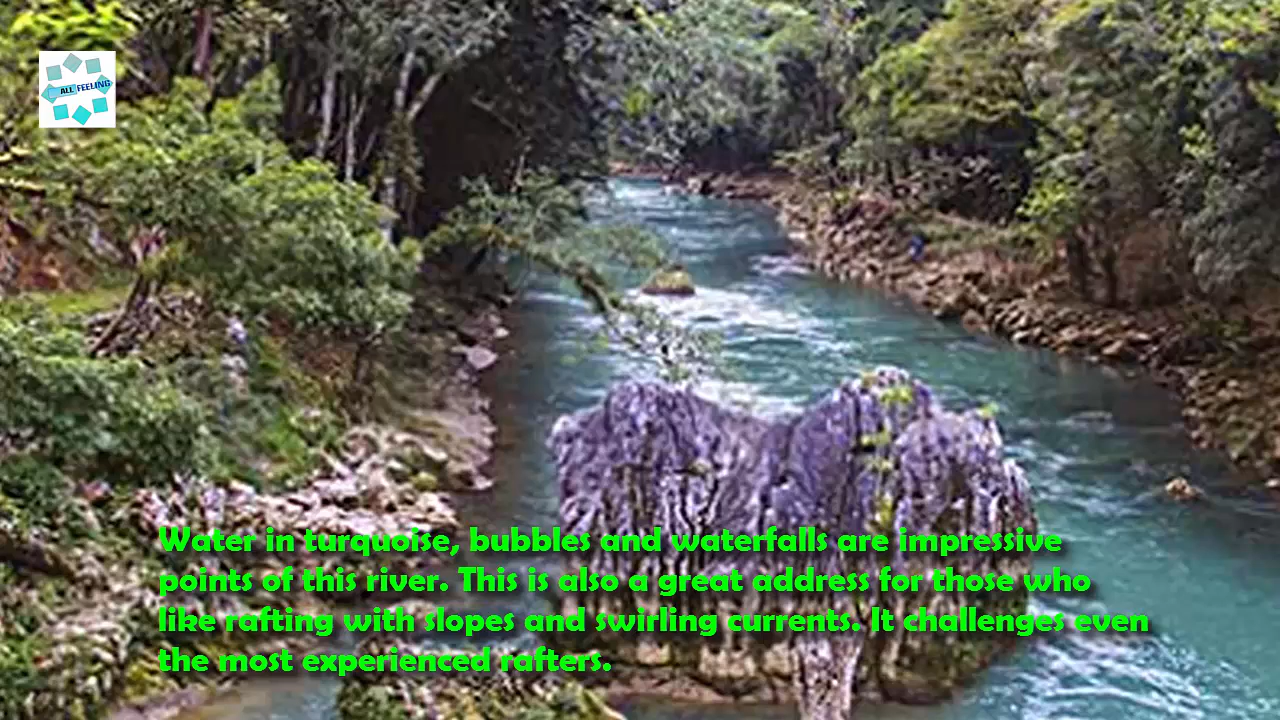 ALL FEELING
Water in turquoise, bubbles and waterfalls are impressive
points of this river. This is also a great address for those who
like rafting with slopes and swirling currents. It challenges even
the most experienced rafters.